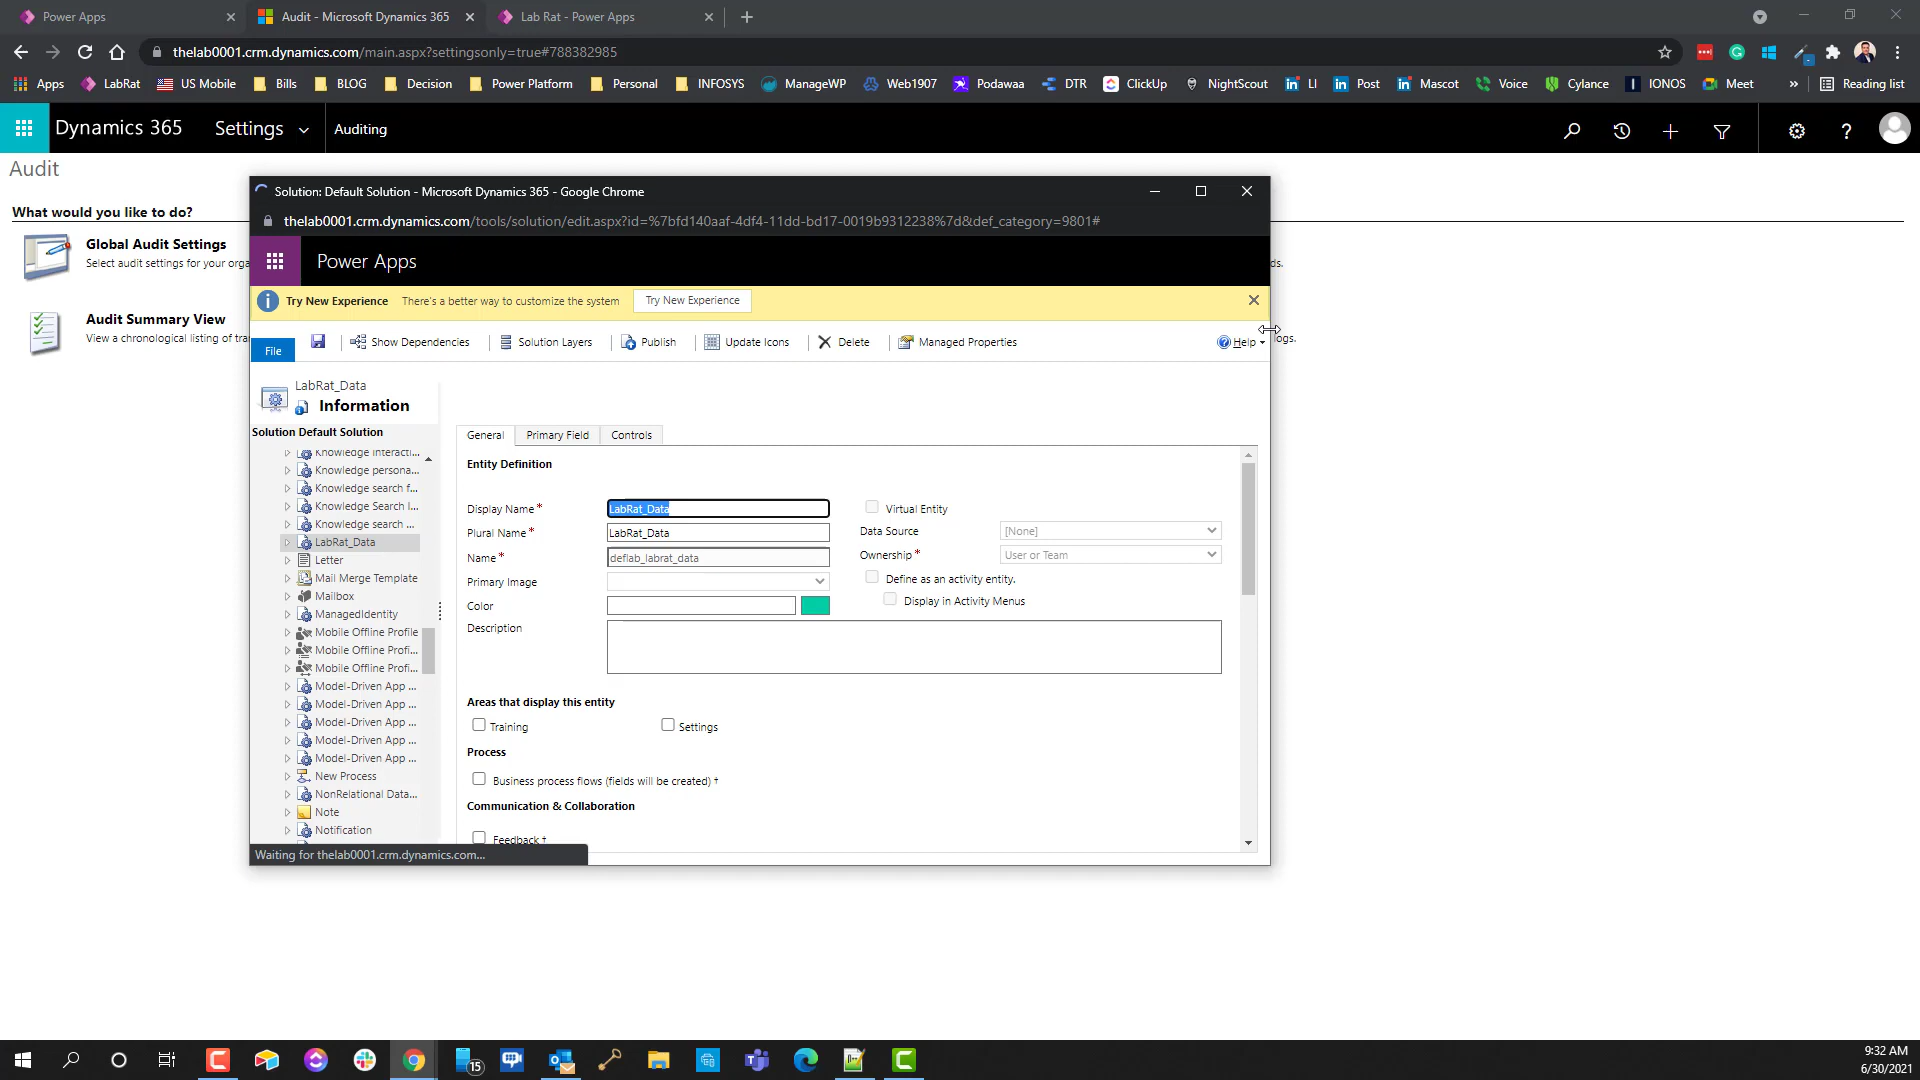 Power Apps
Audit - Microsoft Dynamics 365
Lab Rat - Power Apps
thelab0001.crm.dynamics.com/main.aspx?settingsonly=true#788382985
Apps
LabRat
US Mobile
Bills
BLOG
Decision
Power Platform
Personal
INFOSYS
ManageWP
Web1907
Podawaa
DTR
ClickUp
NightScout
LI
Post
Mascot
Voice
Cylance
IONOS
Meet
»
Reading list
Dynamics 365
Settings
Auditing
Audit
What would you like to do?
Global Audit Settings
Select audit settings for your orga
ds.
Audit Summary View
View a chronological listing of tra
logs.
Solution: Default Solution - Microsoft Dynamics 365 - Google Chrome
thelab0001.crm.dynamics.com/tools/solution/edit.aspx?id=%7bfd140aaf-4df4-11dd-bd17-0019b9312238%7d&def_category=9801#
Power Apps
Try New Experience There's a better way to customize the system Try New Experience
File
Show Dependencies
Solution Layers
Publish
Update Icons
Delete
Managed Properties
Help
LabRat_Data
Information
Solution Default Solution
Knowledge Interacti...
Knowledge persona...
Knowledge search f...
Knowledge Search I...
Knowledge search ...
LabRat_Data
Letter
Mail Merge Template
Mailbox
ManagedIdentity
Mobile Offline Profile
Mobile Offline Profi...
Mobile Offline Profi...
Model-Driven App ...
Model-Driven App ...
Model-Driven App ...
Model-Driven App ...
Model-Driven App ...
New Process
NonRelational Data...
Note
Notification
General
Primary Field
Controls
Entity Definition
Display Name * LabRat_Data
Plural Name * LabRat_Data
Name * deflab_labrat_data
Primary Image
Color
Description
Virtual Entity
Data Source [None]
Ownership * User or Team
Define as an activity entity.
Display in Activity Menus
Areas that display this entity
Training
Settings
Process
Business process flows (fields will be created) †
Communication & Collaboration
Feedback †
Waiting for thelab0001.crm.dynamics.com...
15
9:32 AM
6/30/2021